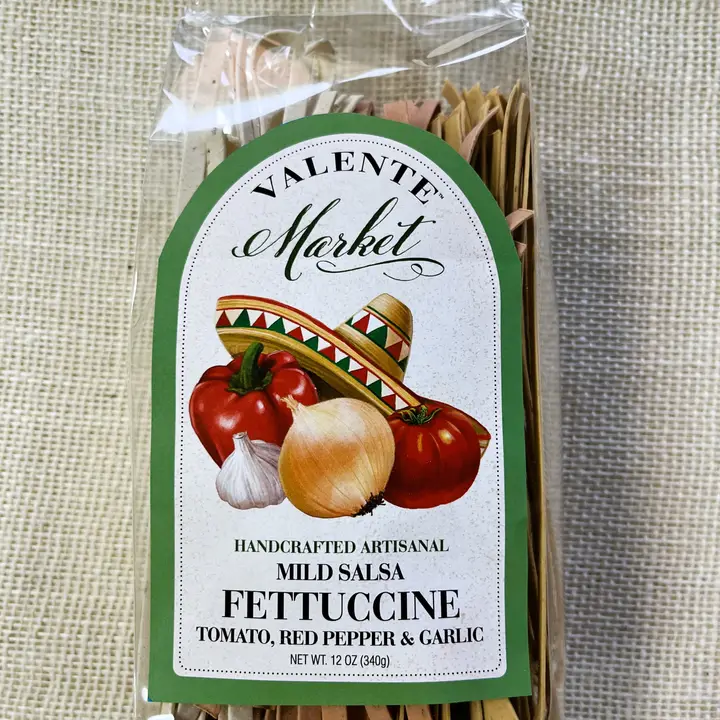 VALENTE™
Market
HANDCRAFTED ARTISANAL
MILD SALSA
FETTUCCINE
TOMATO, RED PEPPER & GARLIC
NET WT. 12 OZ (340g)